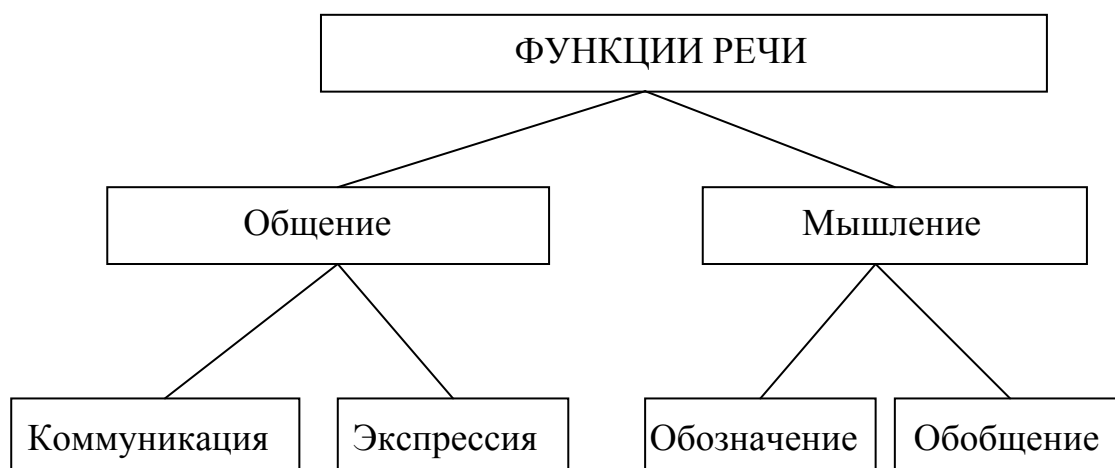 ФУНКЦИИ РЕЧИ
Общение
Мышление
Коммуникация
Экспрессия
Обозначение
Обобщение